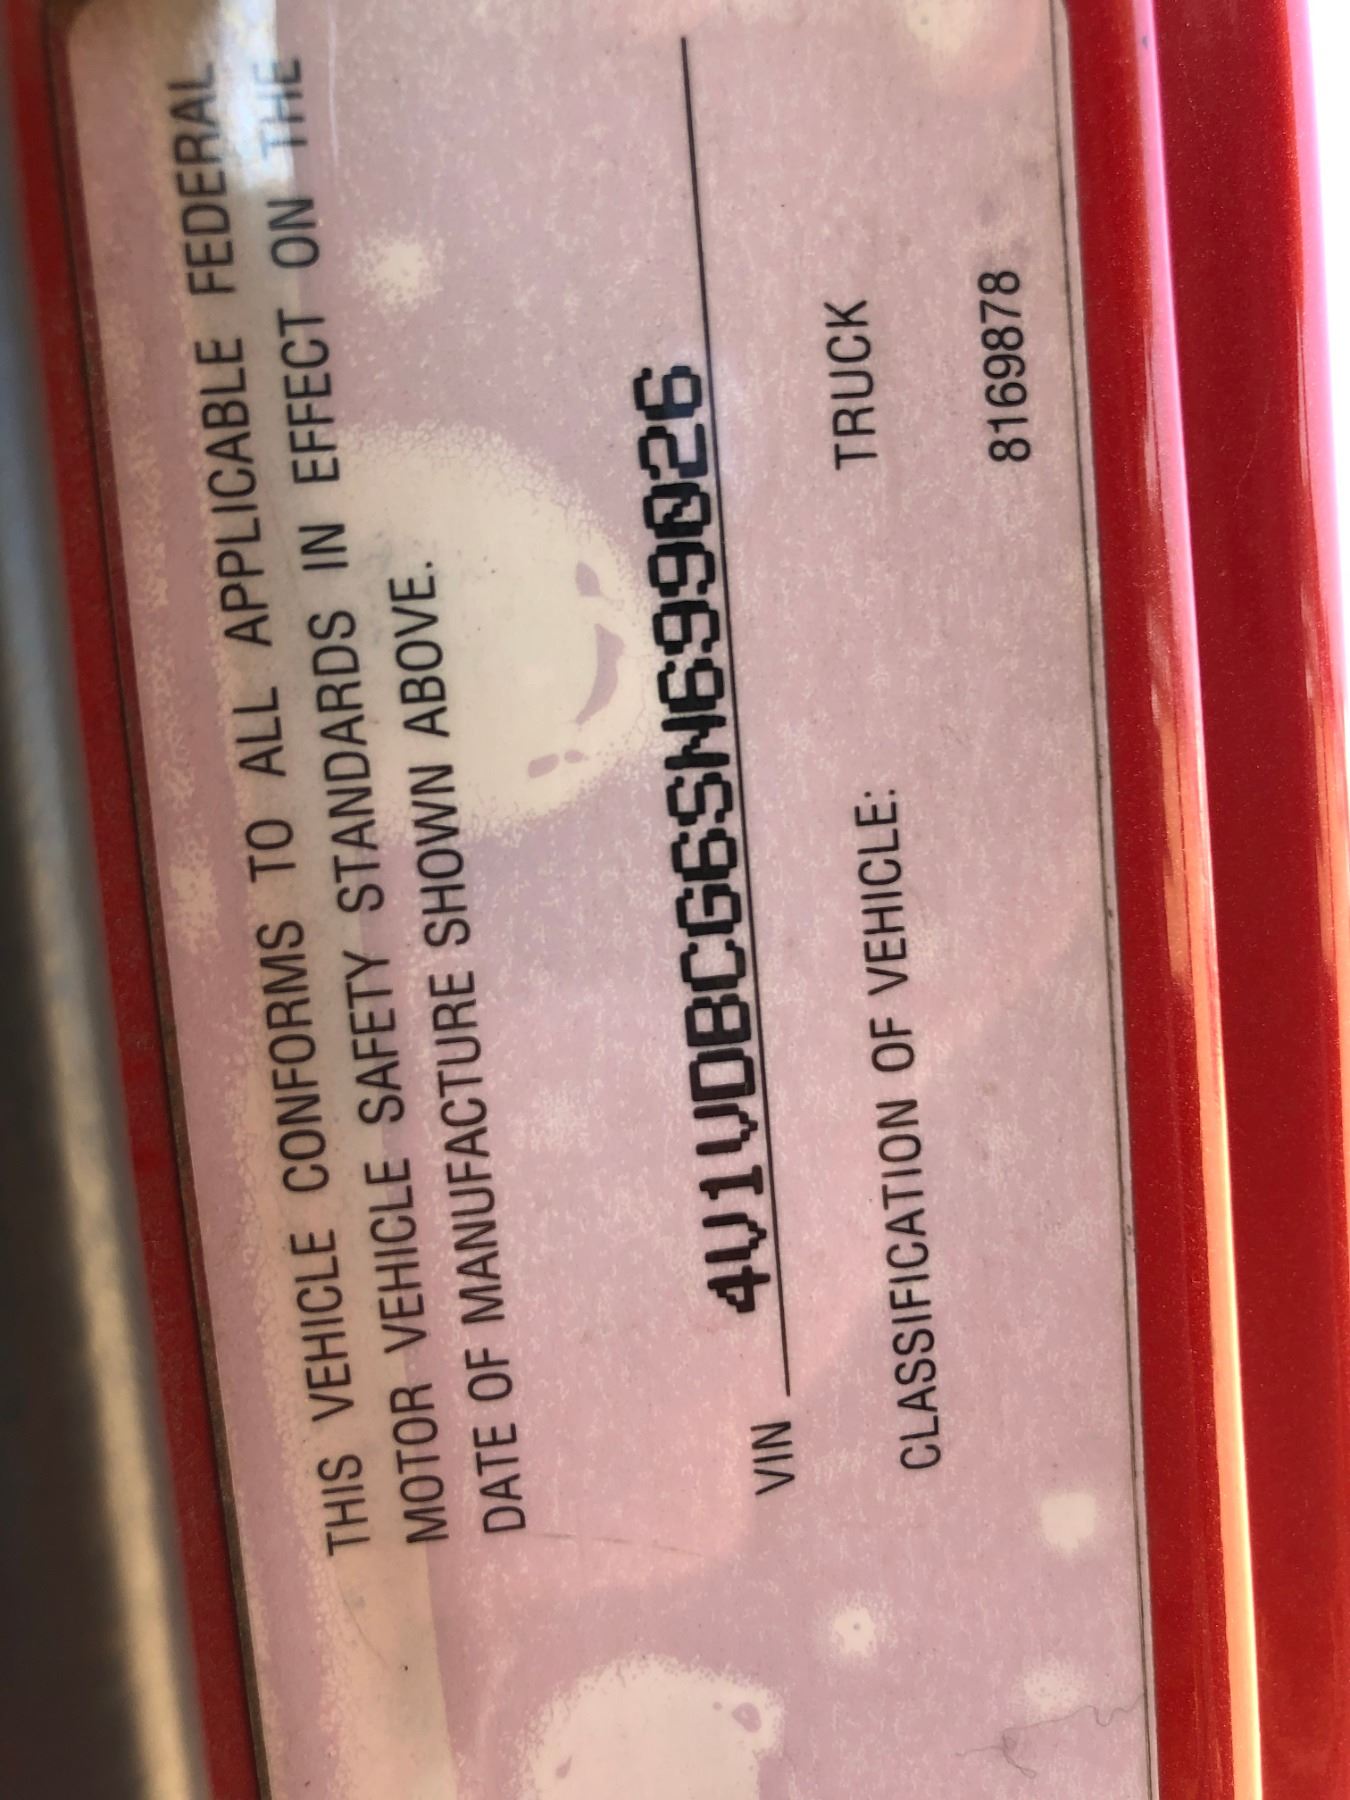 THIS VEHICLE CONFORMS TO ALL APPLICABLE FEDERAL
MOTOR VEHICLE SAFETY STANDARDS IN EFFECT ON THE
DATE OF MANUFACTURE SHOWN ABOVE.
VIN 4V1VDBCG6SN699026
CLASSIFICATION OF VEHICLE: TRUCK
8169878